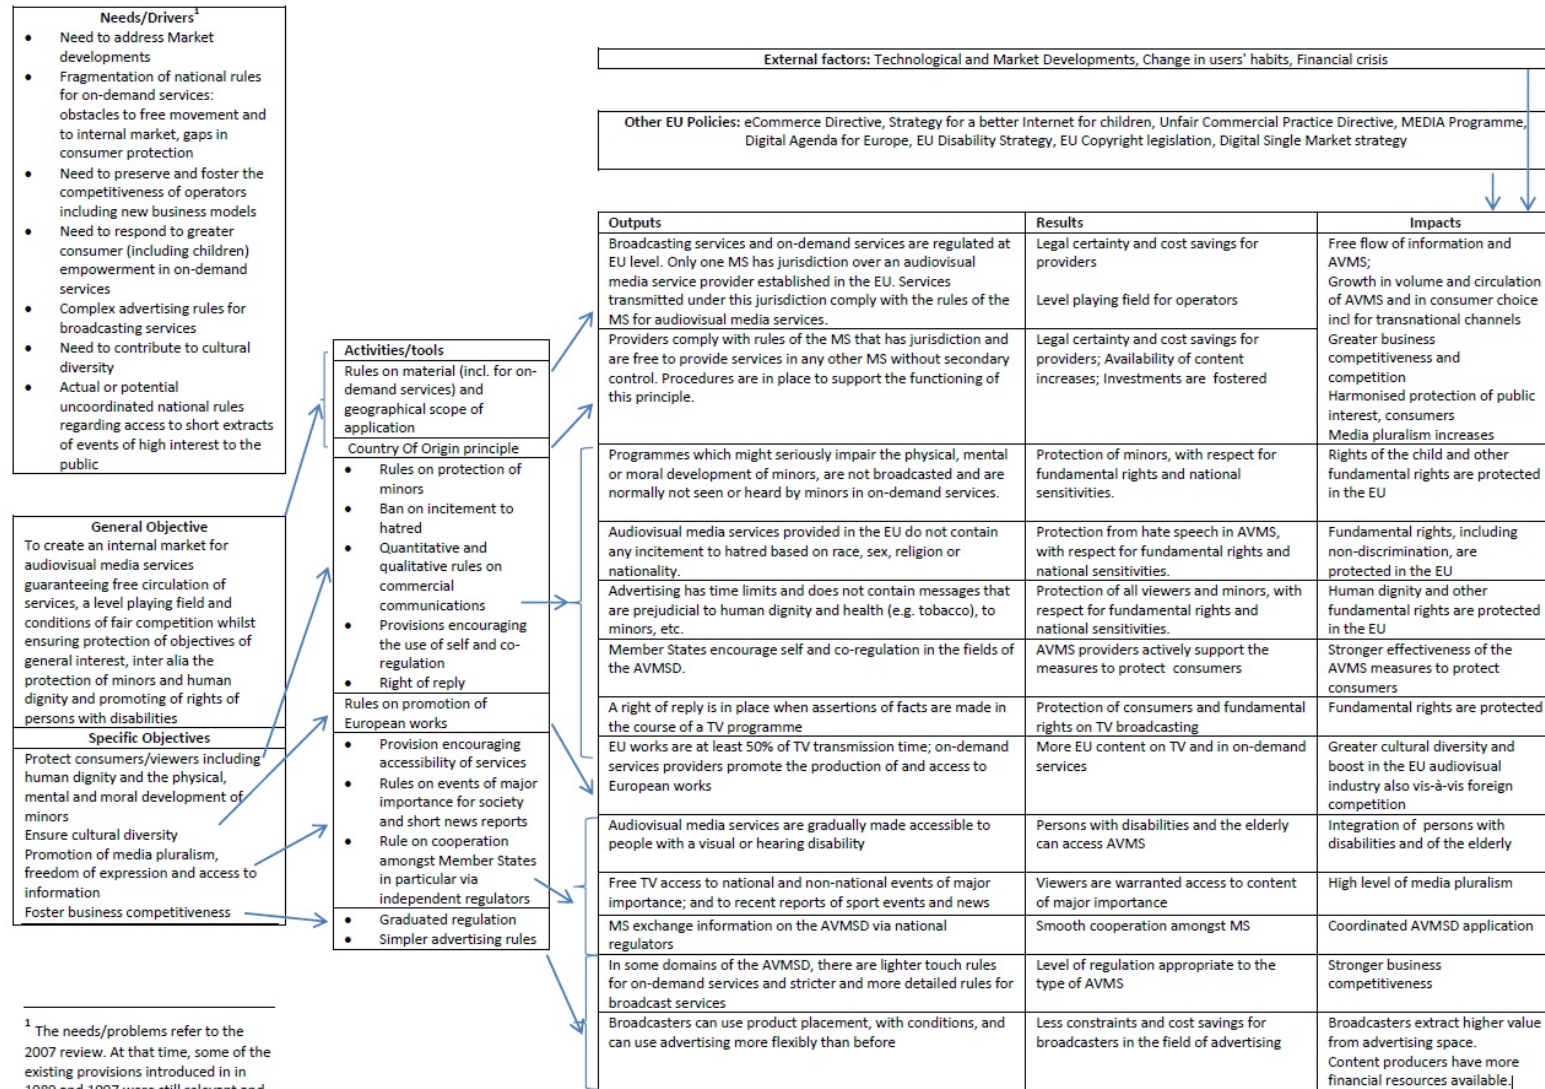 Needs/Drivers1
• Need to address Market
developments
• Fragmentation of national rules
for on-demand services:
obstacles to free movement and
to internal market, gaps in
consumer protection
• Need to preserve and foster the
competitiveness of operators
including new business models
• Need to respond to greater
consumer (including children)
empowerment in on-demand
services
• Complex advertising rules for
broadcasting services
• Need to contribute to cultural
diversity
• Actual or potential
uncoordinated national rules
regarding access to short extracts
of events of high interest to the
public
General Objective
To create an internal market for
audiovisual media services
guaranteeing free circulation of
services, a level playing field and
conditions of fair competition whilst
ensuring protection of objectives of
general interest, inter alia the
protection of minors and human
dignity and promoting of rights of
persons with disabilities
Specific Objectives
Protect consumers/viewers including
human dignity and the physical,
mental and moral development of
minors
Ensure cultural diversity
Promotion of media pluralism,
freedom of expression and access to
information
Foster business competitiveness
1 The needs/problems refer to the
2007 review. At that time, some of the
existing provisions introduced in in
1989 and 1997 were still relevant and
Activities/tools
Rules on material (incl. for on-
demand services) and
geographical scope of
application
Country Of Origin principle
• Rules on protection of
minors
• Ban on incitement to
hatred
• Quantitative and
qualitative rules on
commercial
communications
• Provisions encouraging
the use of self and co-
regulation
• Right of reply
Rules on promotion of
European works
• Provision encouraging
accessibility of services
• Rules on events of major
importance for society
and short news reports
• Rule on cooperation
amongst Member States
in particular via
independent regulators
• Graduated regulation
• Simpler advertising rules
External factors: Technological and Market Developments, Change in users' habits, Financial crisis
Other EU Policies: eCommerce Directive, Strategy for a better Internet for children, Unfair Commercial Practice Directive, MEDIA Programme,
Digital Agenda for Europe, EU Disability Strategy, EU Copyright legislation, Digital Single Market strategy
Outputs
Results
Impacts
Broadcasting services and on-demand services are regulated at
EU level. Only one MS has jurisdiction over an audiovisual
media service provider established in the EU. Services
transmitted under this jurisdiction comply with the rules of the
MS for audiovisual media services.
Legal certainty and cost savings for
providers
Level playing field for operators
Free flow of information and
AVMS;
Growth in volume and circulation
of AVMS and in consumer choice
incl for transnational channels
Greater business
competitiveness and
competition
Harmonised protection of public
interest, consumers
Media pluralism increases
Providers comply with rules of the MS that has jurisdiction and
are free to provide services in any other MS without secondary
control. Procedures are in place to support the functioning of
this principle.
Legal certainty and cost savings for
providers; Availability of content
increases; Investments are fostered
Programmes which might seriously impair the physical, mental
or moral development of minors, are not broadcasted and are
normally not seen or heard by minors in on-demand services.
Protection of minors, with respect for
fundamental rights and national
sensitivities.
Rights of the child and other
fundamental rights are protected
in the EU
Audiovisual media services provided in the EU do not contain
any incitement to hatred based on race, sex, religion or
nationality.
Protection from hate speech in AVMS,
with respect for fundamental rights and
national sensitivities.
Fundamental rights, including
non-discrimination, are
protected in the EU
Advertising has time limits and does not contain messages that
are prejudicial to human dignity and health (e.g. tobacco), to
minors, etc.
Protection of all viewers and minors, with
respect for fundamental rights and
national sensitivities.
Human dignity and other
fundamental rights are protected
in the EU
Member States encourage self and co-regulation in the fields of
the AVMSD.
AVMS providers actively support the
measures to protect consumers
Stronger effectiveness of the
AVMS measures to protect
consumers
A right of reply is in place when assertions of facts are made in
the course of a TV programme
Protection of consumers and fundamental
rights on TV broadcasting
Fundamental rights are protected
EU works are at least 50% of TV transmission time; on-demand
services providers promote the production of and access to
European works
More EU content on TV and in on-demand
services
Greater cultural diversity and
boost in the EU audiovisual
industry also vis-à-vis foreign
competition
Audiovisual media services are gradually made accessible to
people with a visual or hearing disability
Persons with disabilities and the elderly
can access AVMS
Integration of persons with
disabilities and of the elderly
Free TV access to national and non-national events of major
importance; and to recent reports of sport events and news
Viewers are warranted access to content
of major importance
High level of media pluralism
MS exchange information on the AVMSD via national
regulators
Smooth cooperation amongst MS
Coordinated AVMSD application
In some domains of the AVMSD, there are lighter touch rules
for on-demand services and stricter and more detailed rules for
broadcast services
Level of regulation appropriate to the
type of AVMS
Stronger business
competitiveness
Broadcasters can use product placement, with conditions, and
can use advertising more flexibly than before
Less constraints and cost savings for
broadcasters in the field of advertising
Broadcasters extract higher value
from advertising space.
Content producers have more
financial resources available.